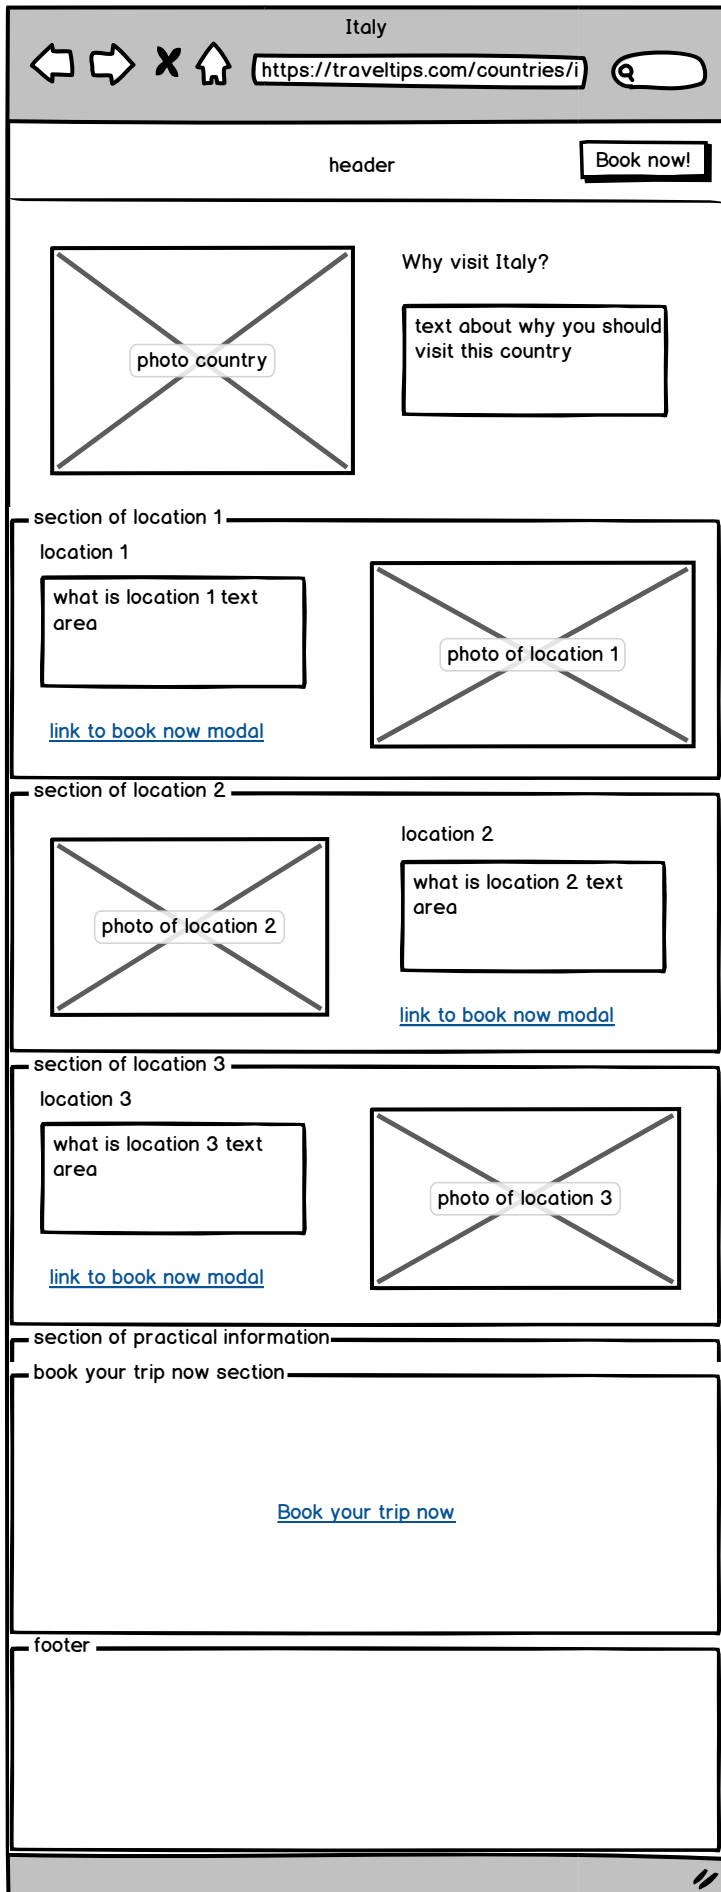 Italy
https://traveltips.com/countries/i
header
Book now!
photo country
Why visit Italy?
text about why you should
visit this country
section of location 1
location 1
what is location 1 text
area
link to book now modal
photo of location 1
section of location 2
photo of location 2
location 2
what is location 2 text
area
link to book now modal
section of location 3
location 3
what is location 3 text
area
link to book now modal
photo of location 3
section of practical information
book your trip now section
Book your trip now
footer